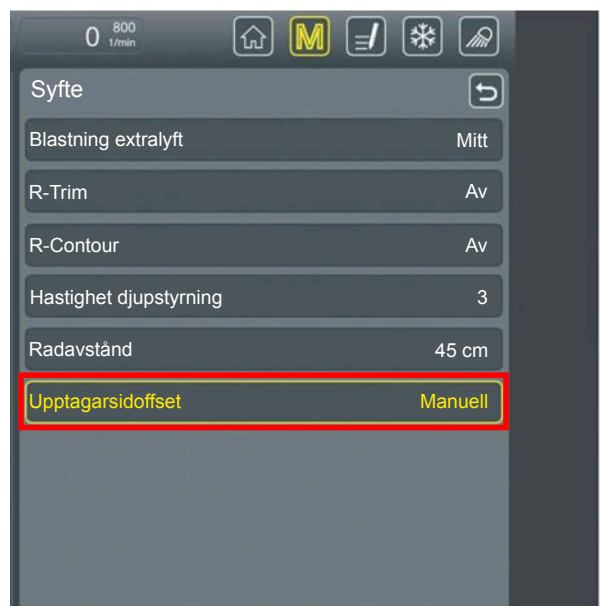 0 800 1/min M
Syfte
Blastning extralyft Mitt
R-Trim Av
R-Contour Av
Hastighet djupstyrning 3
Radavstånd 45 cm
Upptagarsidoffset Manuell